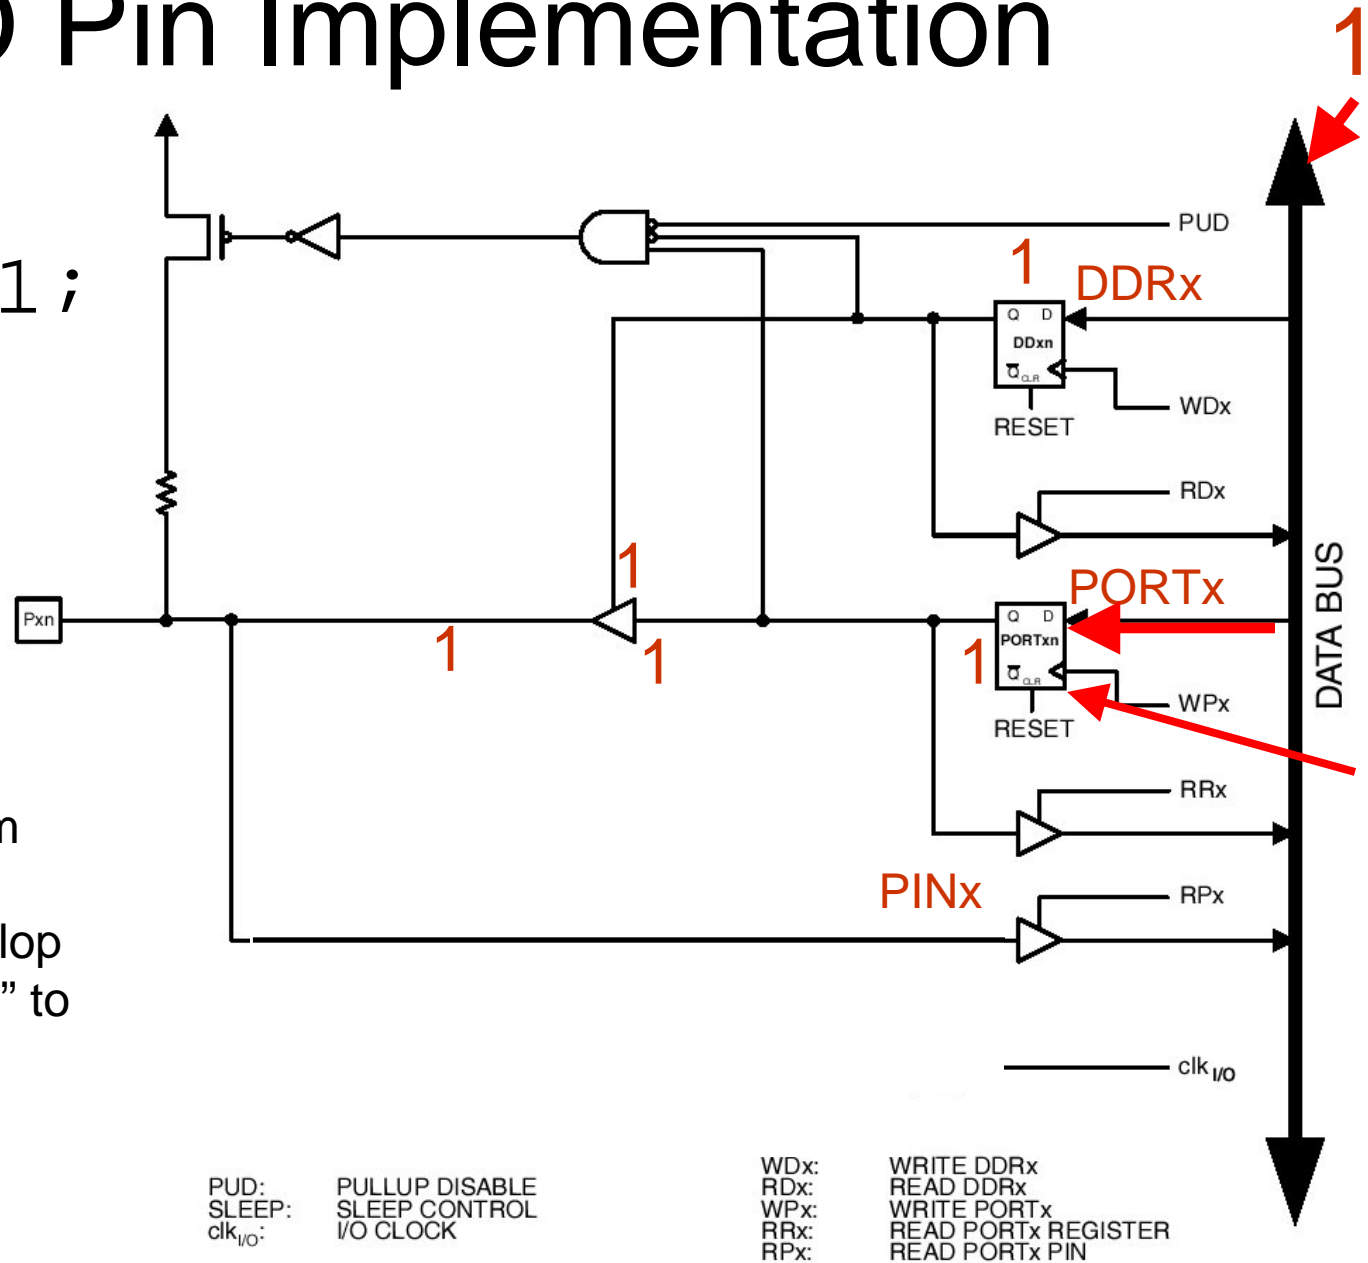 Pin Implementation
1
PUD
1
DDRx
1;
Q D
DDxn
Q CLR
WDx
RESET
RDx
1
PORTx
DATA BUS
Pxn
Q D
PORTxn
1
1
1
Q CLR
WPx
RESET
RRx
m
PINx
RPx
lop
” to
clk I/O
PUD: PULLUP DISABLE
SLEEP: SLEEP CONTROL
clk I/O: I/O CLOCK
WDx: WRITE DDRx
RDx: READ DDRx
WPx: WRITE PORTx
RRx: READ PORTx REGISTER
RPx: READ PORTx PIN